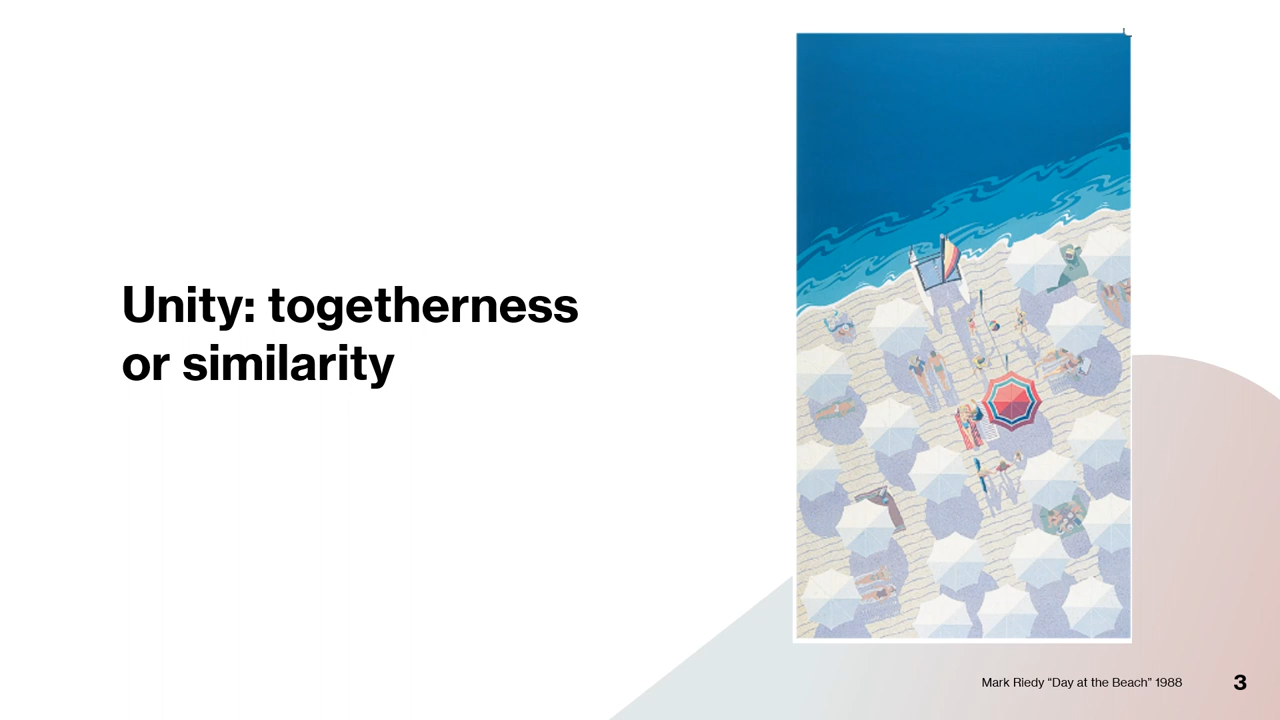 Unity: togetherness
or similarity
Mark Riedy “Day at the Beach” 1988
3